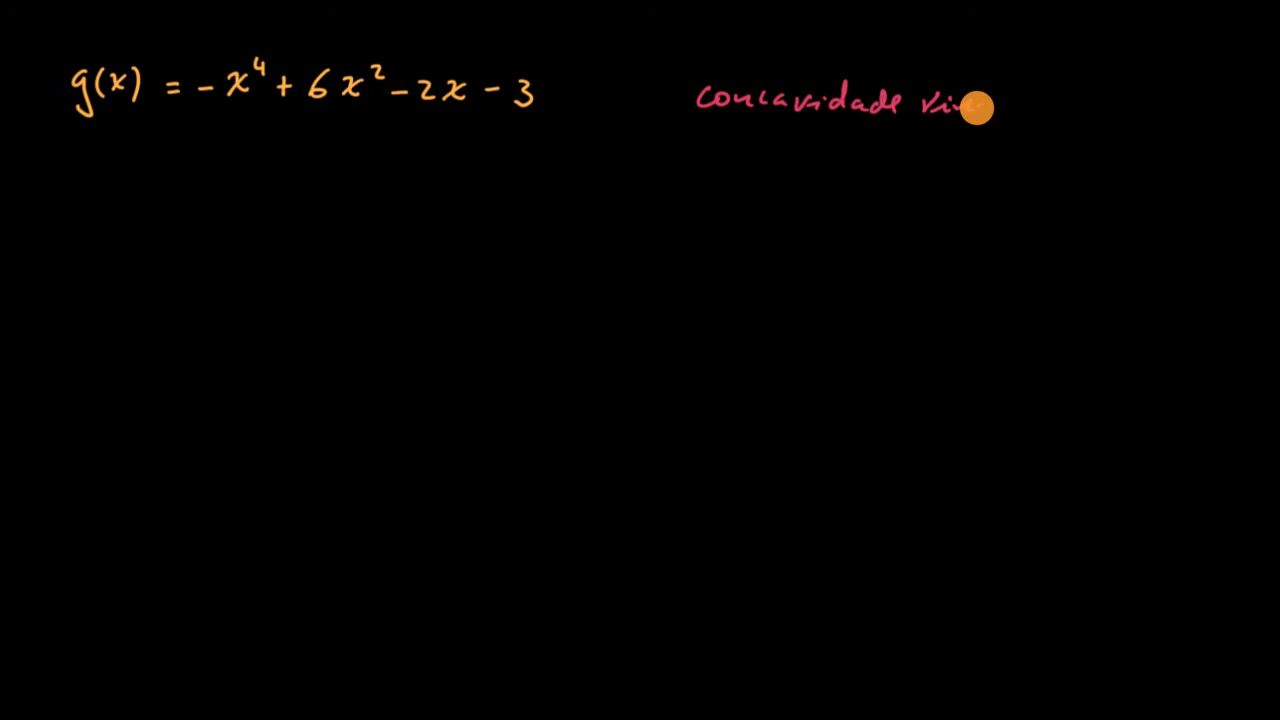 g(x) = -x⁴ + 6x² - 2x - 3
concavidade